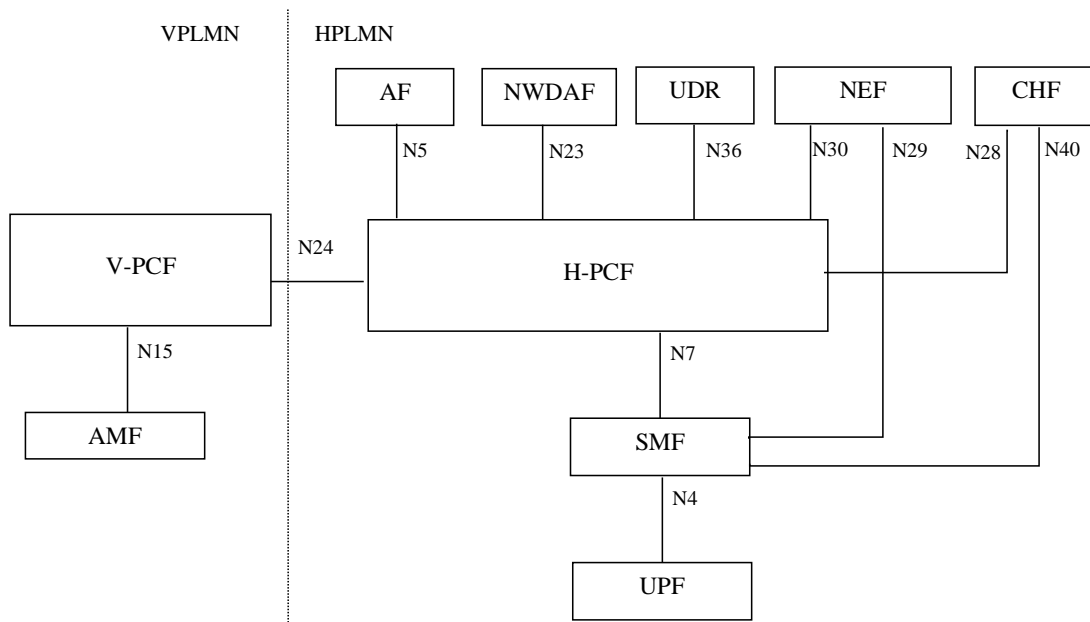 VPLMN
HPLMN
AF
NWDAF
UDR
NEF
CHF
N5
N23
N36
N30
N29
N28
N40
V-PCF
N24
H-PCF
N15
N7
AMF
SMF
N4
UPF